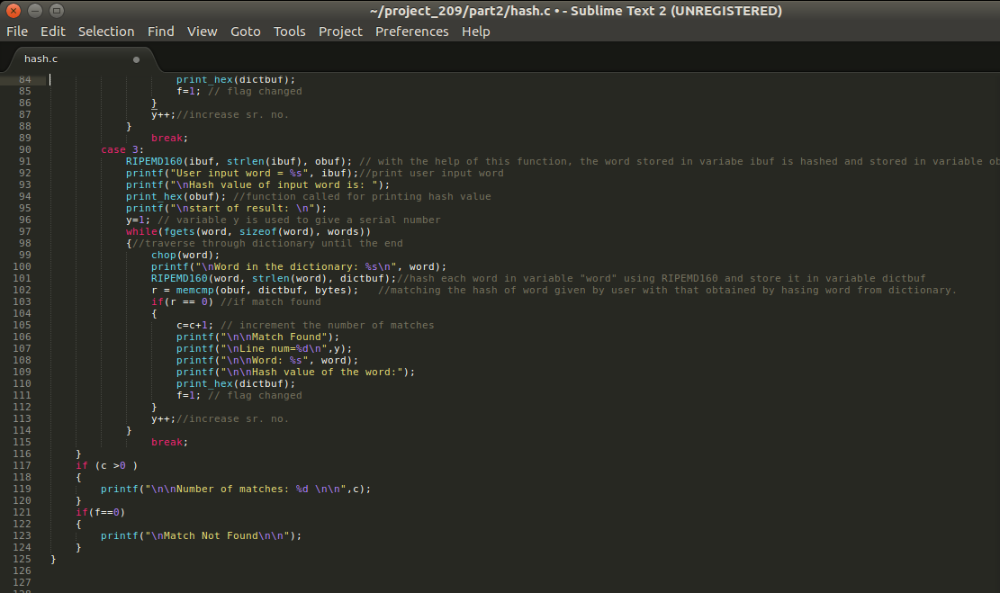 ~/project_209/part2/hash.c • - Sublime Text 2 (UNREGISTERED)
File Edit Selection Find View Goto Tools Project Preferences Help
hash.c
84 print_hex(dictbuf);
85 f=1; // flag changed
86 }
87 y++;//increase sr. no.
88 }
89 break;
90 case 3:
91 RIPEMD160(ibuf, strlen(ibuf), obuf); // with the help of this function, the word stored in variabe ibuf is hashed and stored in variable ob
92 printf("User input word = %s", ibuf);//print user input word
93 printf("\nHash value of input word is: ");
94 print_hex(obuf); //function called for printing hash value
95 printf("\nstart of result: \n");
96 y=1; // variable y is used to give a serial number
97 while(fgets(word, sizeof(word), words))
98 {//traverse through dictionary until the end
99 chop(word);
100 printf("\nWord in the dictionary: %s\n", word);
101 RIPEMD160(word, strlen(word), dictbuf);//hash each word in variable "word" using RIPEMD160 and store it in variable dictbuf
102 r = memcmp(obuf, dictbuf, bytes); //matching the hash of word given by user with that obtained by hasing word from dictionary.
103 if(r == 0) //if match found
104 {
105 c=c+1; // increment the number of matches
106 printf("\n\nMatch Found");
107 printf("\nLine num=%d\n",y);
108 printf("\n\nWord: %s", word);
109 printf("\n\nHash value of the word:");
110 print_hex(dictbuf);
111 f=1; // flag changed
112 }
113 y++;//increase sr. no.
114 }
115 break;
116 }
117 if (c >0 )
118 {
119 printf("\n\nNumber of matches: %d \n\n",c);
120 }
121 if(f==0)
122 {
123 printf("\nMatch Not Found\n\n");
124 }
125 }
126
127
128